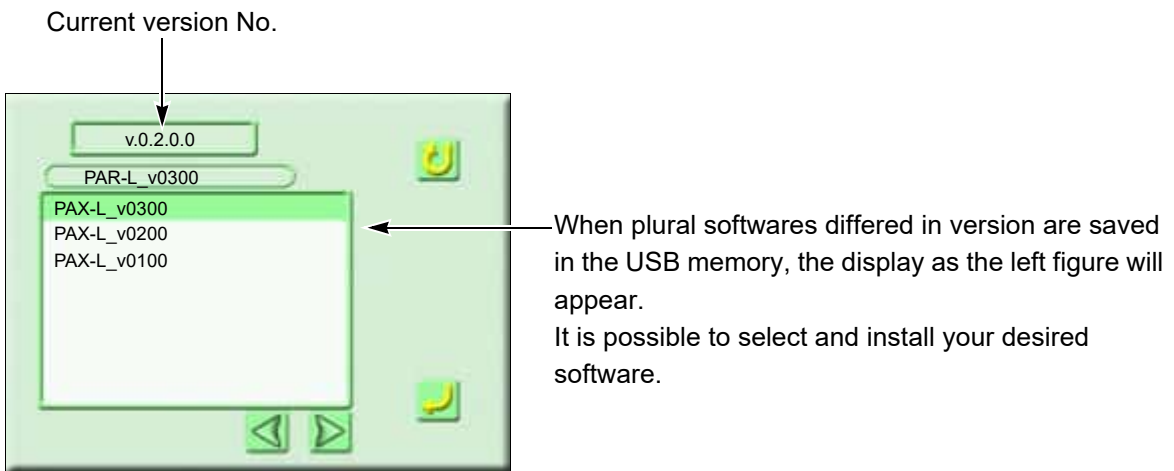 Current version No.
v.0.2.0.0
PAR-L_v0300
PAX-L_v0300
PAX-L_v0200
PAX-L_v0100
When plural softwares differed in version are saved
in the USB memory, the display as the left figure will
appear.
It is possible to select and install your desired
software.